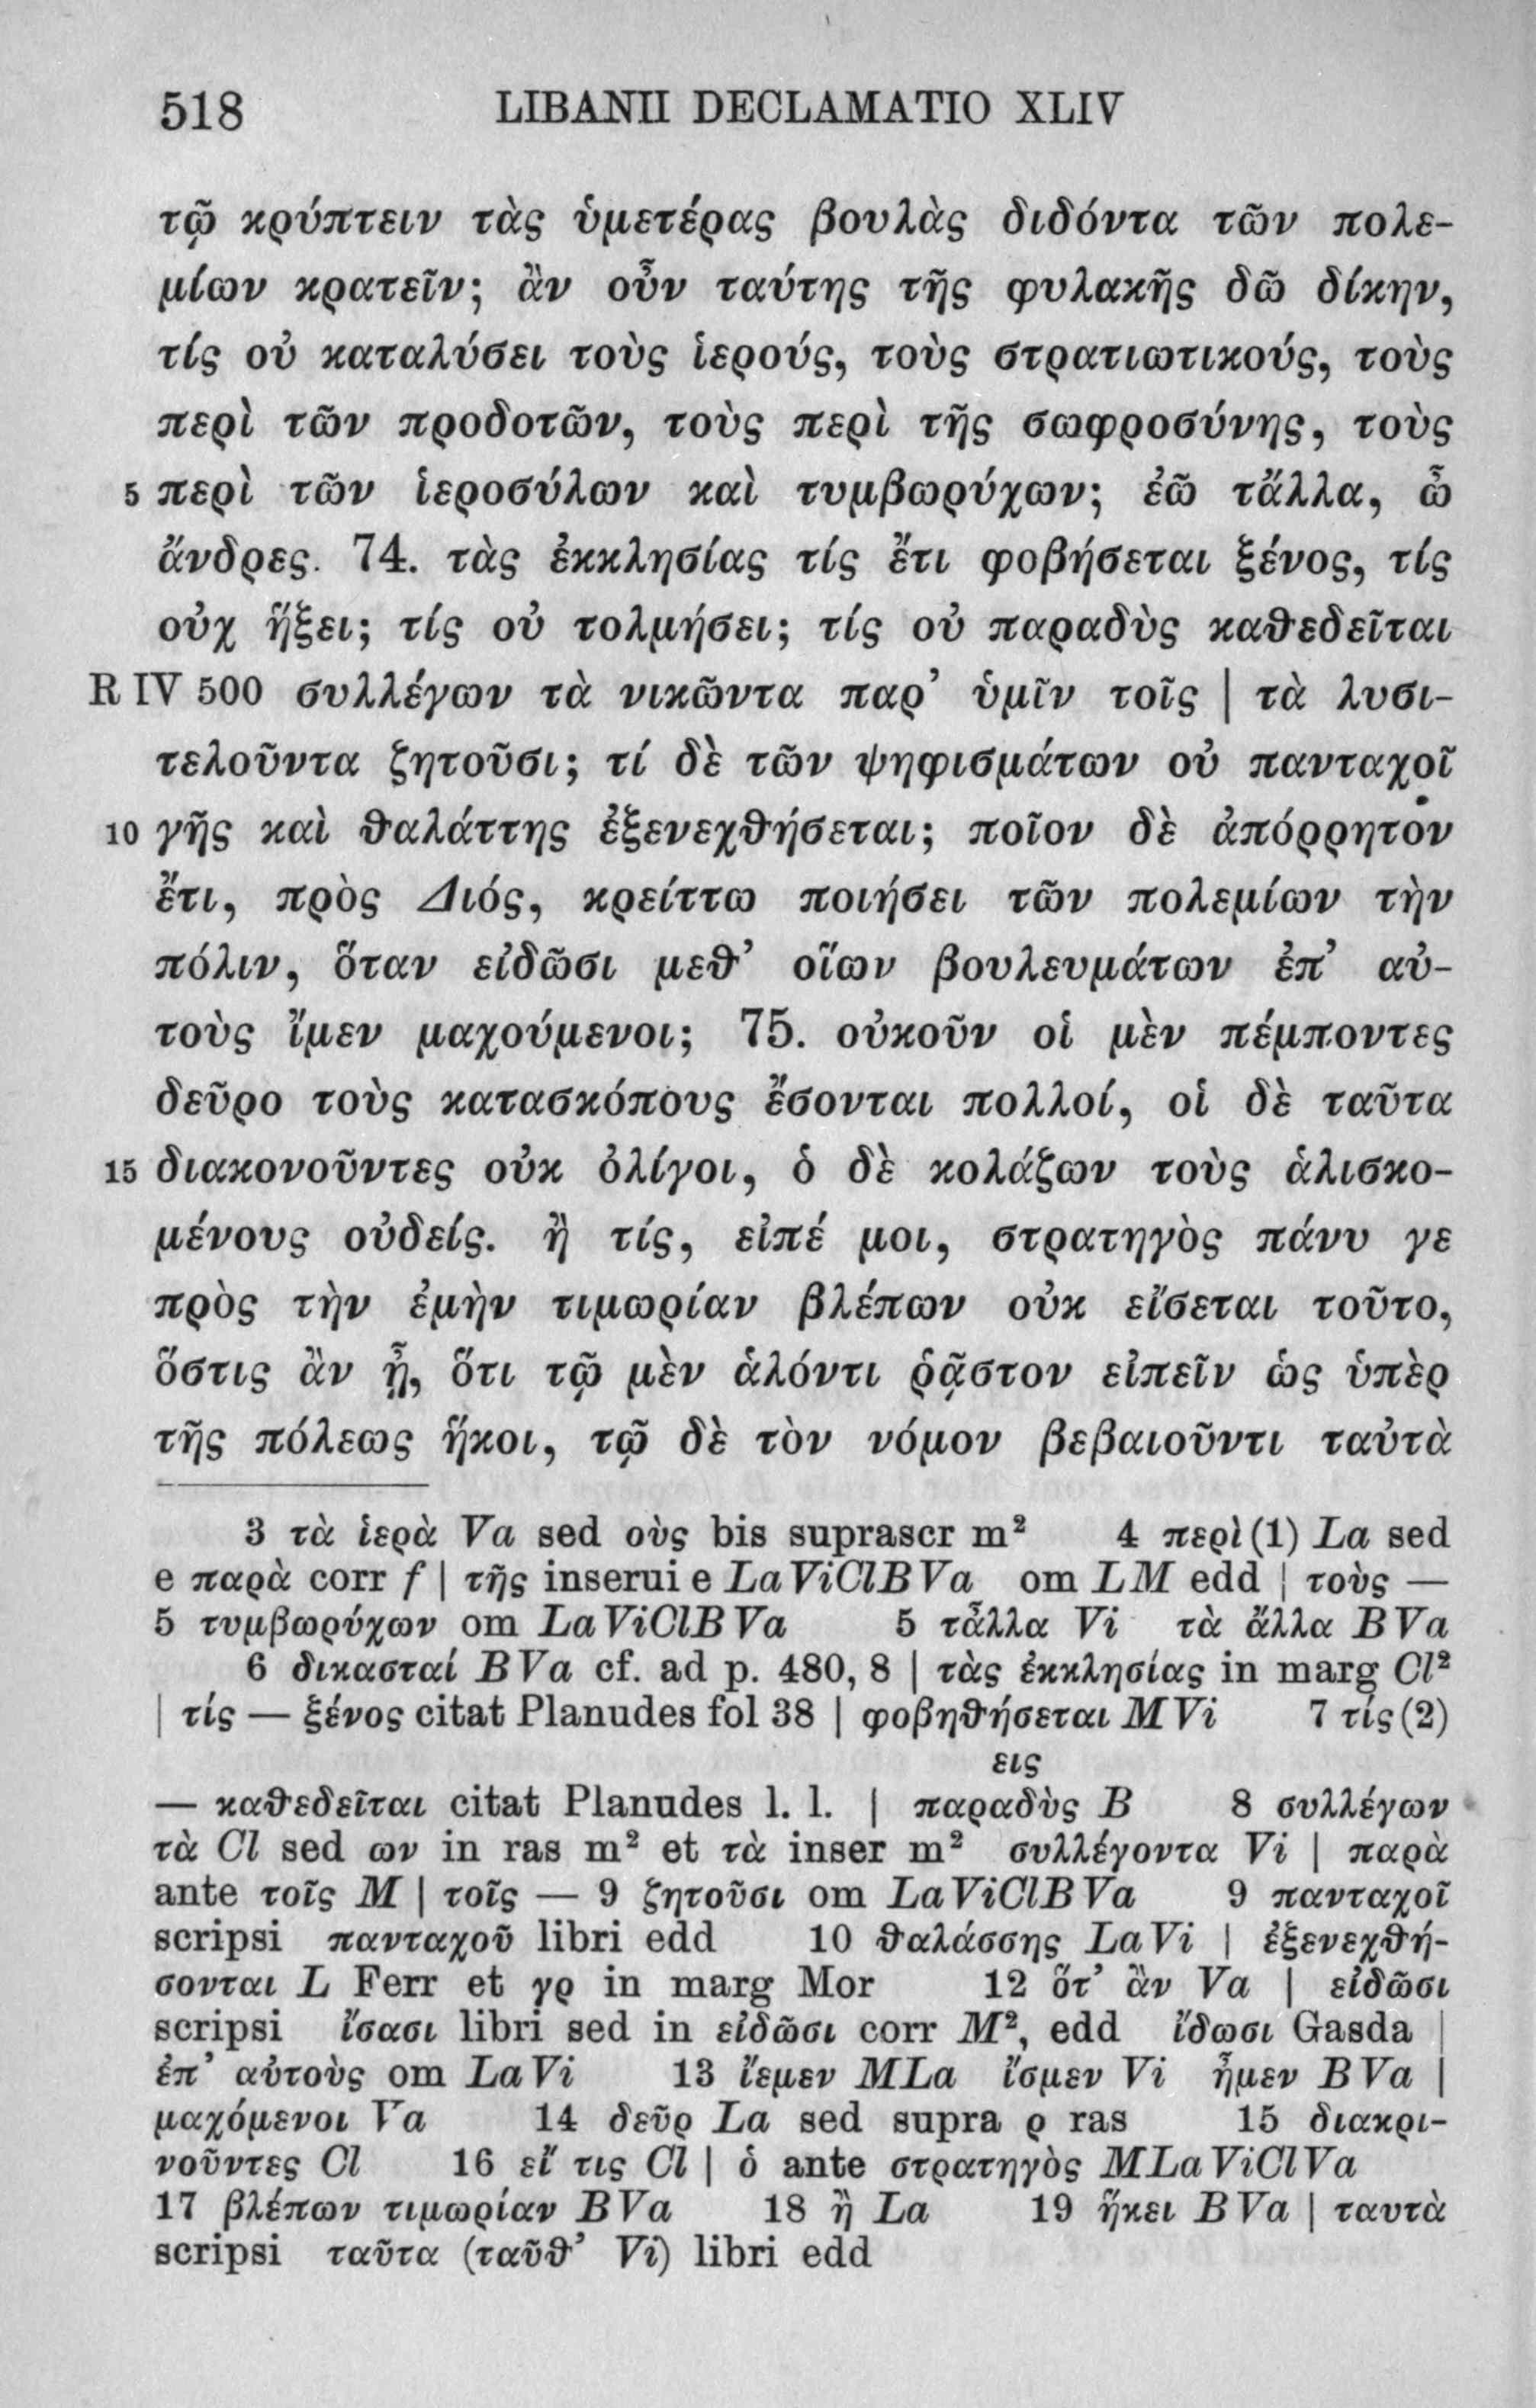 518 LIBANII DECLAMATIO XLIV
τῷ κρύπτειν τὰς ὑμετέρας βουλὰς διδόντα τῶν πολε-
μίων κρατεῖν; ἂν οὖν ταύτης τῆς φυλακῆς δῶ δίκην,
τίς οὐ καταλύσει τοὺς ἱερούς, τοὺς στρατιωτικούς, τοὺς
περὶ τῶν προδοτῶν, τοὺς περὶ τῆς σωφροσύνης, τοὺς
5 περὶ τῶν ἱεροσύλων καὶ τυμβωρύχων; ἐῶ τἄλλα, ὦ
ἄνδρες. 74. τὰς ἐκκλησίας τίς ἔτι φοβήσεται ξένος, τίς
οὐχ ἥξει; τίς οὐ τολμήσει; τίς οὐ παραδὺς καθεδεῖται
R IV 500 συλλέγων τὰ νικῶντα παρ’ ὑμῖν τοῖς | τὰ λυσι-
τελοῦντα ζητοῦσι; τί δὲ τῶν ψηφισμάτων οὐ πανταχοῖ
10 γῆς καὶ θαλάττης ἐξενεχθήσεται; ποῖον δὲ ἀπόρρητον
ἔτι, πρὸς Διός, κρείττω ποιήσει τῶν πολεμίων τὴν
πόλιν, ὅταν εἰδῶσι μεθ’ οἵων βουλευμάτων ἐπ’ αὐ-
τοὺς ἴμεν μαχούμενοι; 75. οὐκοῦν οἱ μὲν πέμποντες
δεῦρο τοὺς κατασκόπους ἔσονται πολλοί, οἱ δὲ ταῦτα
15 διακονοῦντες οὐκ ὀλίγοι, ὁ δὲ κολάζων τοὺς ἁλισκο-
μένους οὐδείς. ἢ τίς, εἰπέ μοι, στρατηγὸς πάνυ γε
πρὸς τὴν ἐμὴν τιμωρίαν βλέπων οὐκ εἴσεται τοῦτο,
ὅστις ἂν ᾖ, ὅτι τῷ μὲν ἁλόντι ῥᾷστον εἰπεῖν ὡς ὑπὲρ
τῆς πόλεως ἥκοι, τῷ δὲ τὸν νόμον βεβαιοῦντι ταὐτὰ
3 τὰ ἱερὰ Va sed οὺς bis suprascr m² 4 περὶ (1) La sed
e παρὰ corr f | τῆς inserui e LaViClBVa om LM edd | τοὺς —
5 τυμβωρύχων om LaViClBVa 5 τἆλλα Vi τὰ ἄλλα BVa
6 δικασταί BVa cf. ad p. 480, 8 | τὰς ἐκκλησίας in marg Cl²
| τίς — ξένος citat Planudes fol 38 | φοβηθήσεται MVi 7 τίς (2)
εις
— καθεδεῖται citat Planudes l. l. | παραδὺς B 8 συλλέγων
τὰ Cl sed ων in ras m² et τὰ inser m² συλλέγοντα Vi | παρὰ
ante τοῖς M | τοῖς — 9 ζητοῦσι om LaViClBVa 9 πανταχοῖ
scripsi πανταχοῦ libri edd 10 θαλάσσης LaVi | ἐξενεχθή-
σονται L Ferr et γρ in marg Mor 12 ὅτ’ ἂν Va | εἰδῶσι
scripsi ἴσασι libri sed in εἰδῶσι corr M², edd ἴδωσι Gasda |
ἐπ’ αὐτοὺς om LaVi 13 ἴεμεν MLa ἴσμεν Vi ἦμεν BVa |
μαχόμενοι Va 14 δεῦρ La sed supra ρ ras 15 διακρι-
νοῦντες Cl 16 εἴ τις Cl | ὁ ante στρατηγὸς MLaViClVa
17 βλέπων τιμωρίαν BVa 18 ἢ La 19 ἥκει BVa | ταυτὰ
scripsi ταῦτα (ταῦθ’ Vi) libri edd